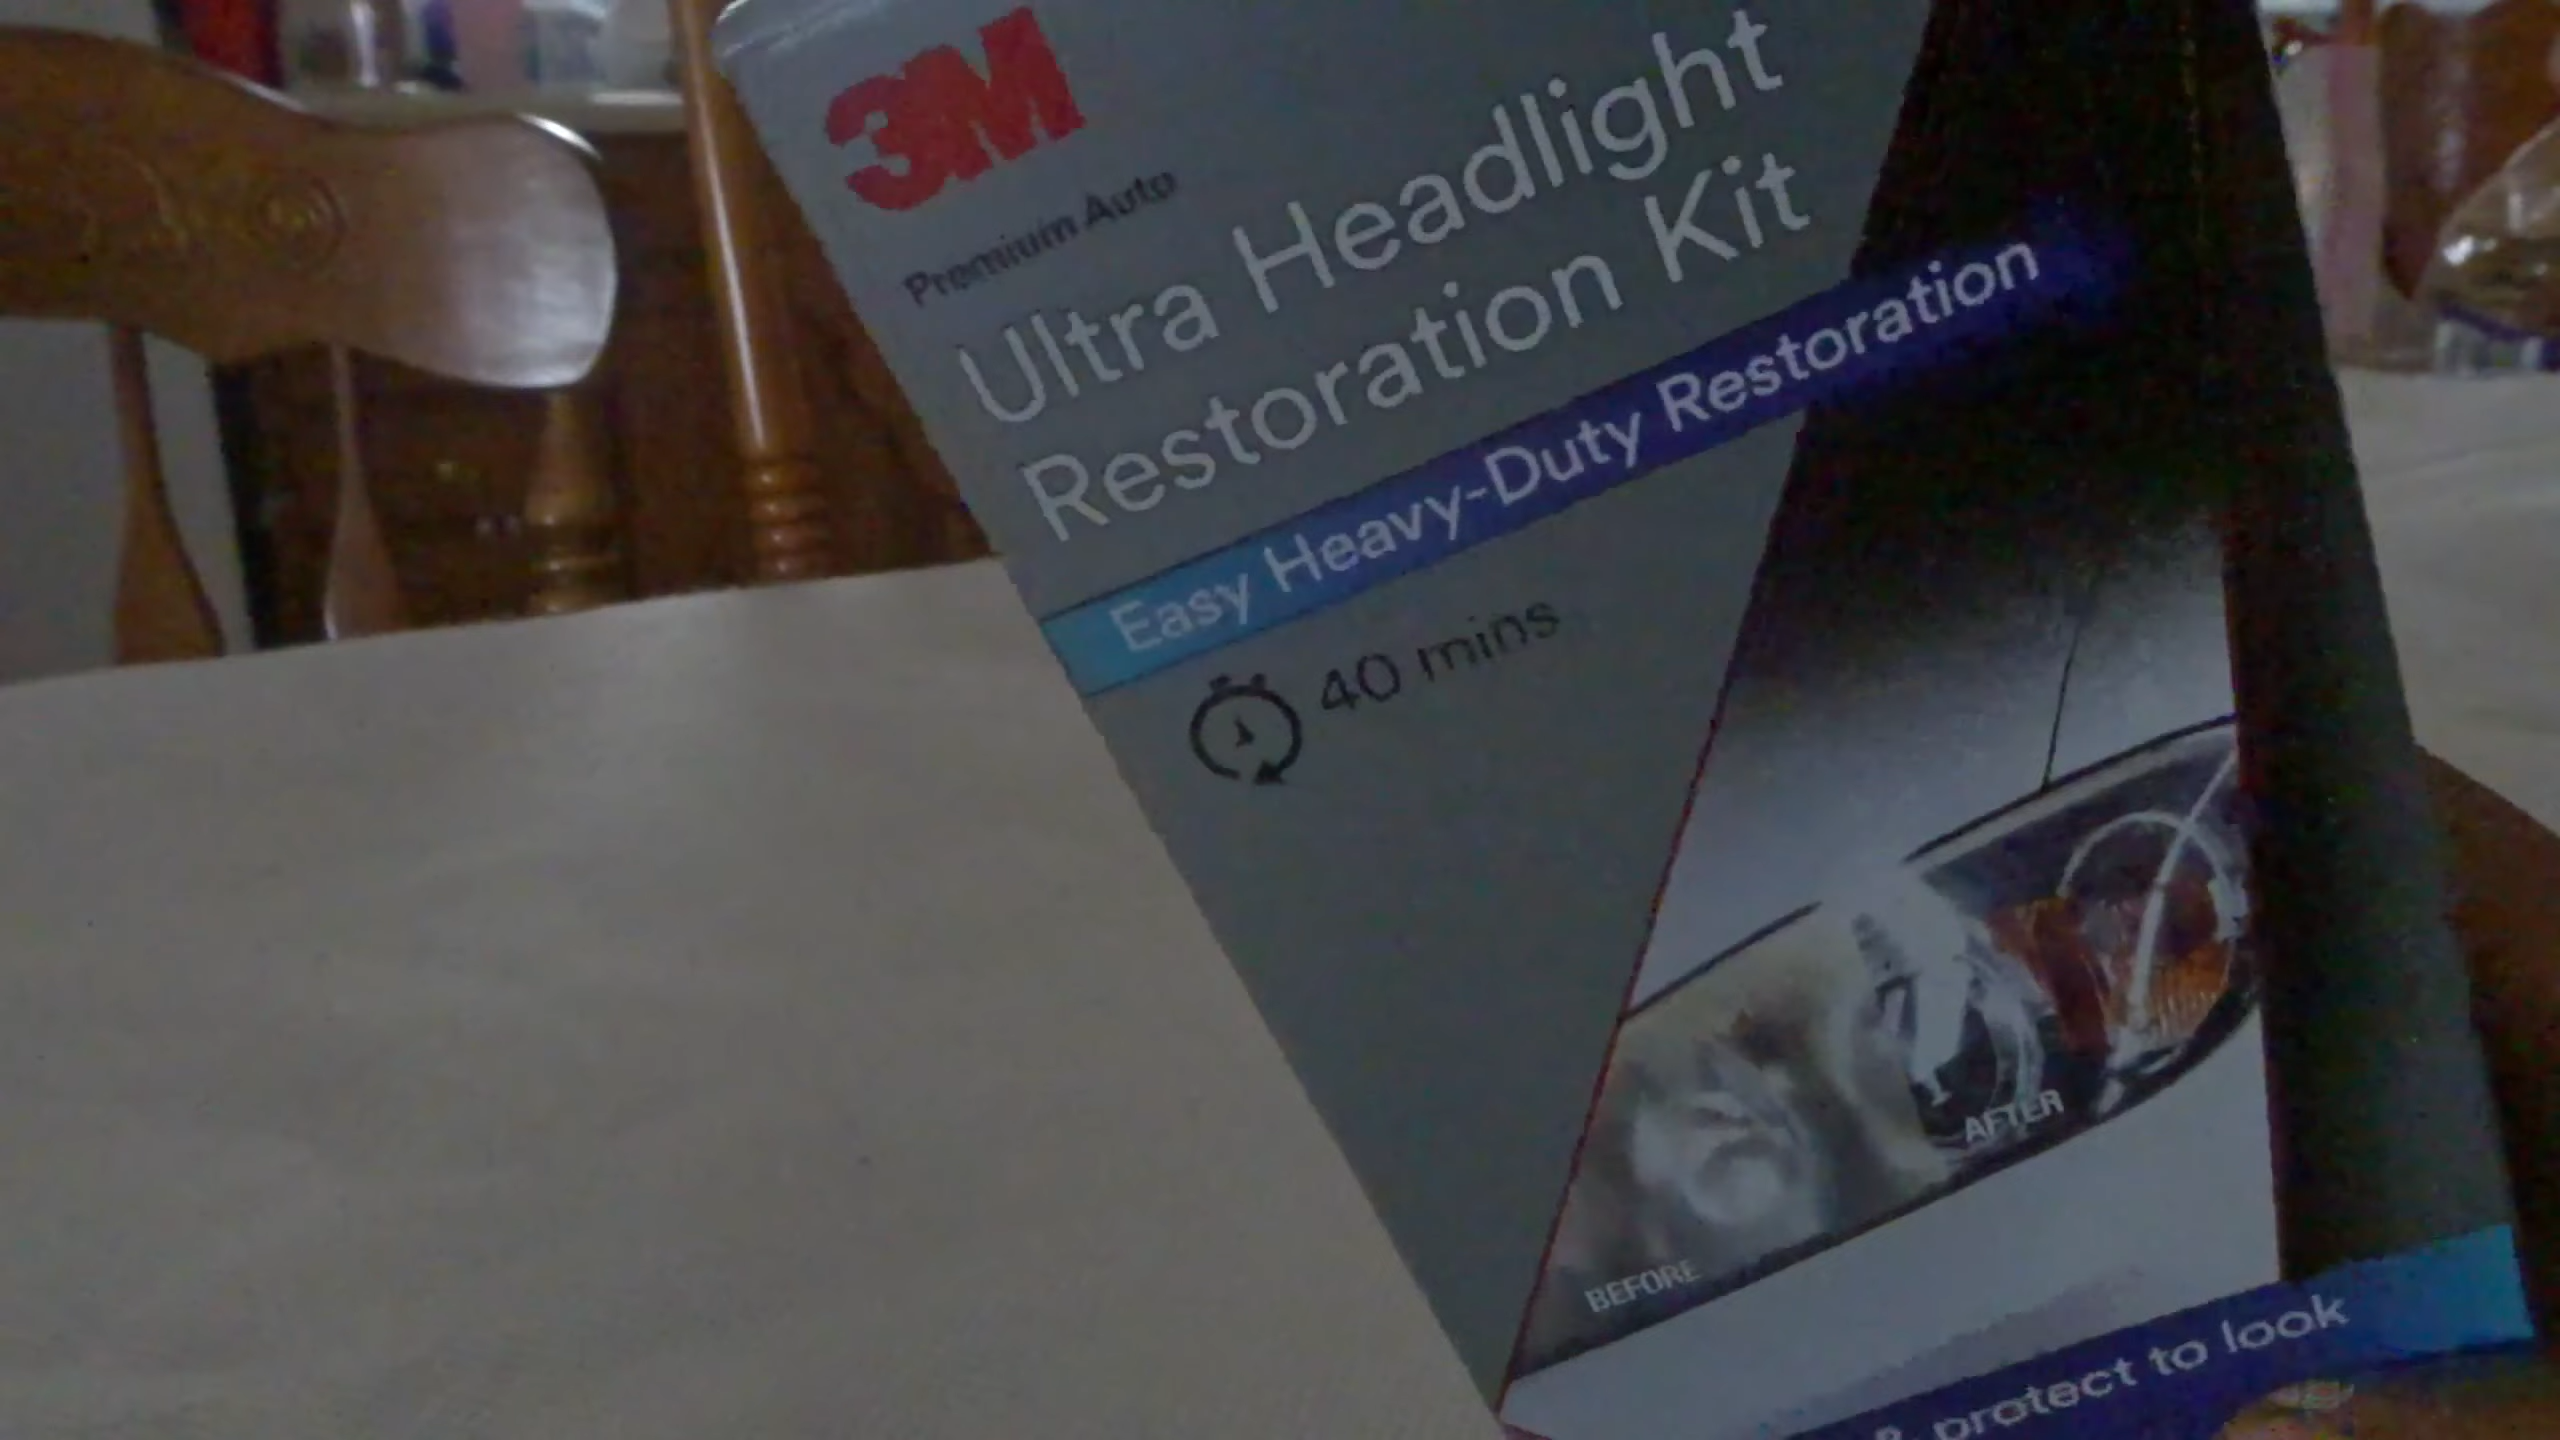 3M
Premium Auto
Ultra Headlight
Restoration Kit
Easy Heavy-Duty Restoration
40 mins
AFTER
BEFORE
& protect to look